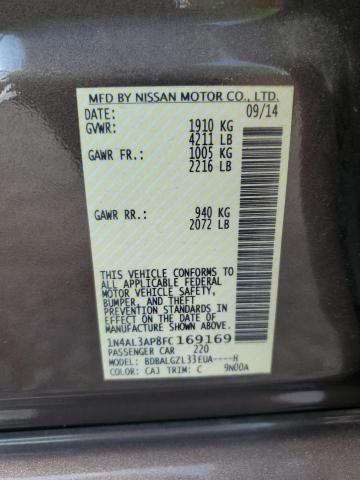 MFD BY NISSAN MOTOR CO., LTD.
DATE: 09/14
GVWR: 1910 KG
4211 LB
GAWR FR.: 1005 KG
2216 LB
GAWR RR.: 940 KG
2072 LB
THIS VEHICLE CONFORMS TO
ALL APPLICABLE FEDERAL
MOTOR VEHICLE SAFETY,
BUMPER, AND THEFT
PREVENTION STANDARDS IN
EFFECT ON THE DATE OF
MANUFACTURE SHOWN ABOVE.
1N4AL3AP8FC169169
PASSENGER CAR 220
MODEL: BDBALGZL33EUA----H
COLOR: CAJ TRIM: C 9N00A